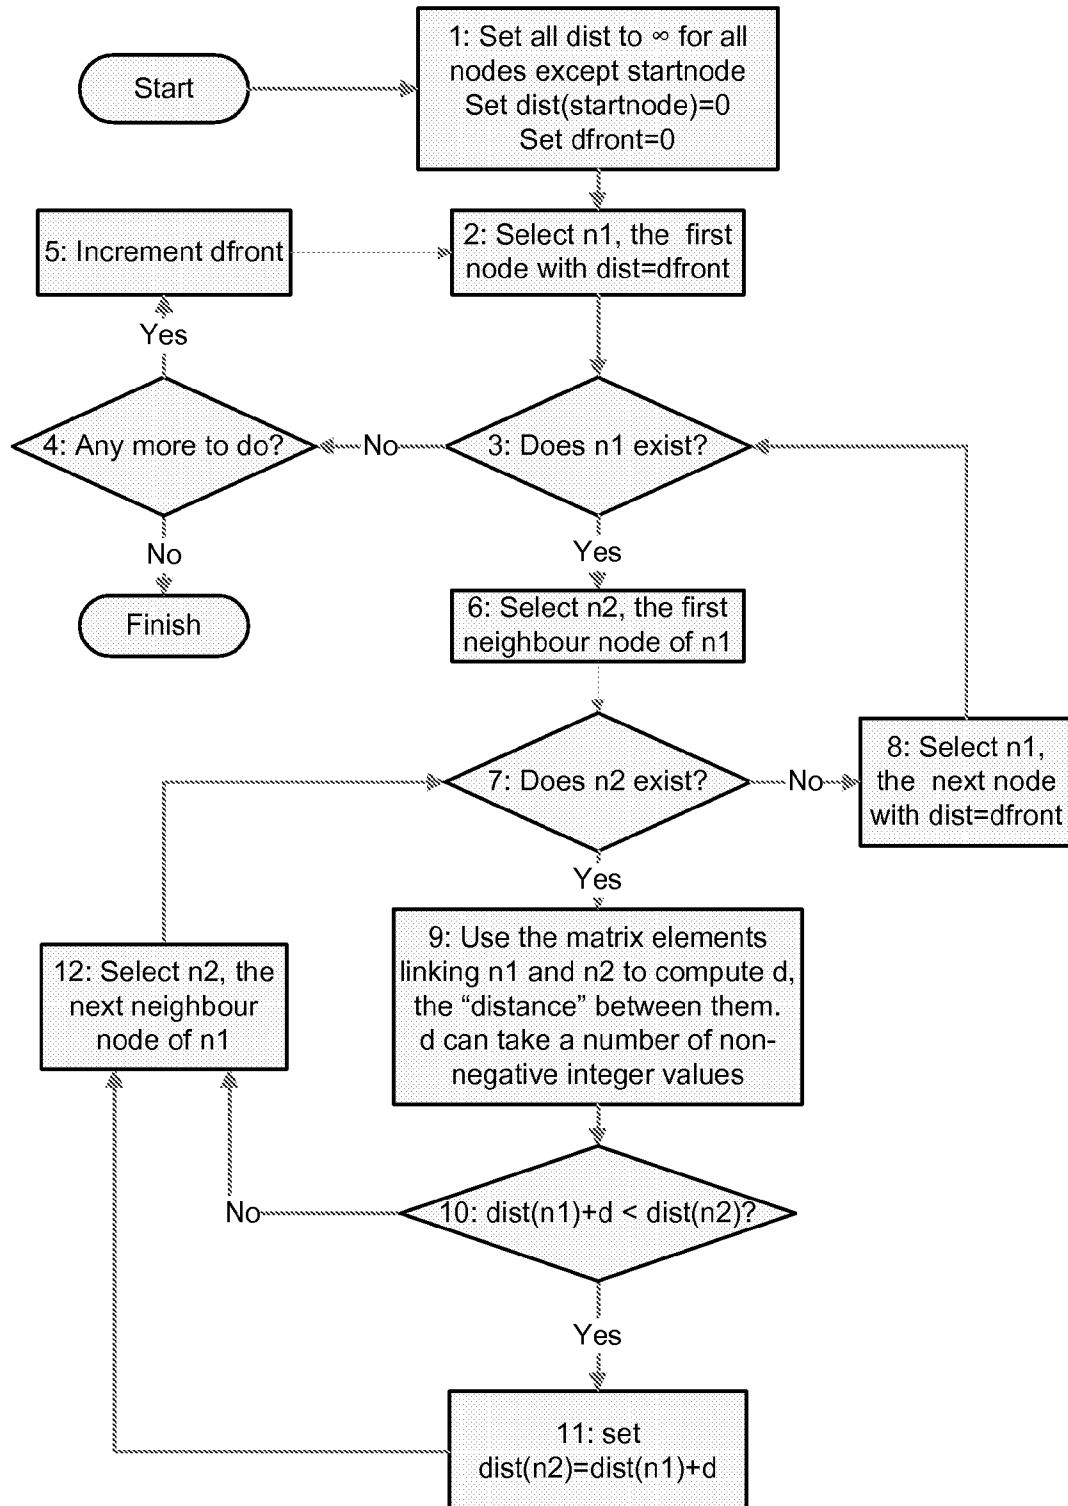 Start
1: Set all dist to ∞ for all
nodes except startnode
Set dist(startnode)=0
Set dfront=0
5: Increment dfront
2: Select n1, the first
node with dist=dfront
Yes
4: Any more to do?
No
3: Does n1 exist?
No
Finish
Yes
6: Select n2, the first
neighbour node of n1
7: Does n2 exist?
No
8: Select n1,
the next node
with dist=dfront
Yes
9: Use the matrix elements
linking n1 and n2 to compute d,
the “distance” between them.
d can take a number of non-
negative integer values
12: Select n2, the
next neighbour
node of n1
No
10: dist(n1)+d < dist(n2)?
Yes
11: set
dist(n2)=dist(n1)+d